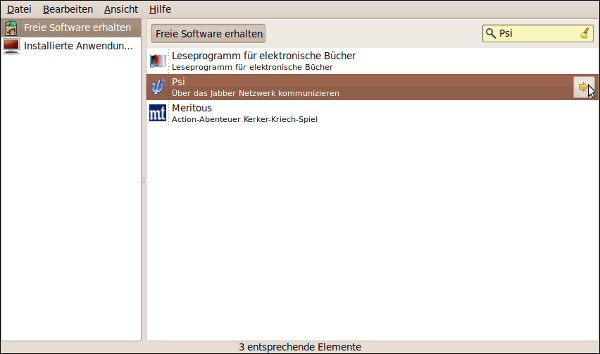 Datei Bearbeiten Ansicht Hilfe
Freie Software erhalten
Installierte Anwendun...
Freie Software erhalten
Psi
Leseprogramm für elektronische Bücher
Leseprogramm für elektronische Bücher
Psi
Über das Jabber Netzwerk kommunizieren
mt
Meritous
Action-Abenteuer Kerker-Kriech-Spiel
3 entsprechende Elemente